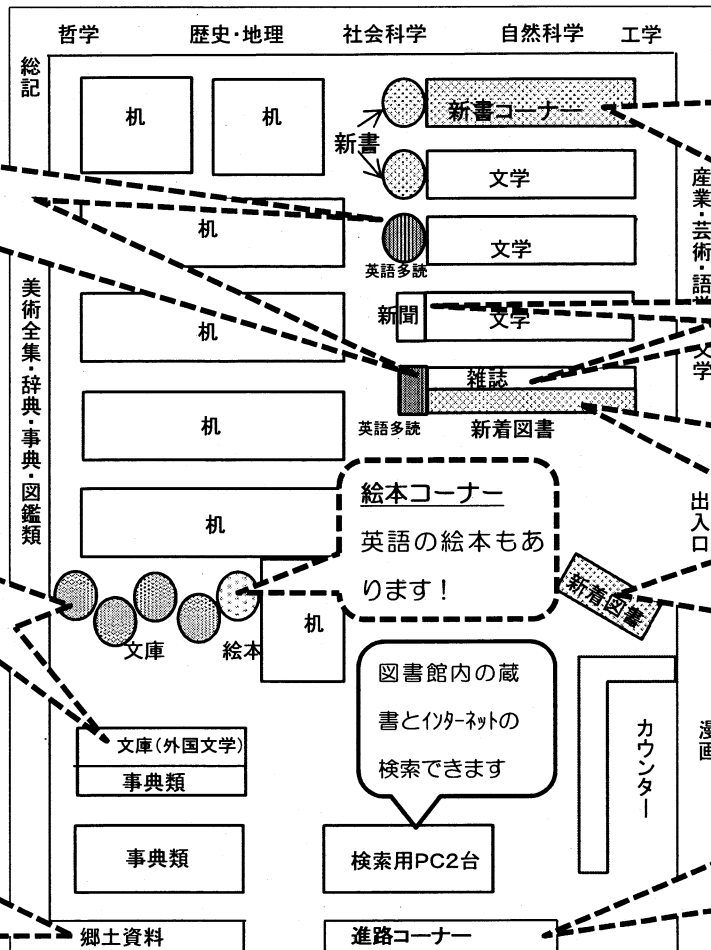 哲学
歴史・地理
社会科学
自然科学
工学
総記
机
机
新書
新書コーナー
文学
産業・芸術・語学
文学
机
文学
英語多読
美術全集・辞典・事典・図鑑類
机
新聞
文学
雑誌
机
英語多読
新着図書
机
絵本コーナー
英語の絵本もあ
ります！
出入口
新着図書
机
文庫
絵本
図書館内の蔵
書とインターネットの
検索できます
カウンター
漫画
文庫（外国文学）
事典類
事典類
検索用PC2台
郷土資料
進路コーナー